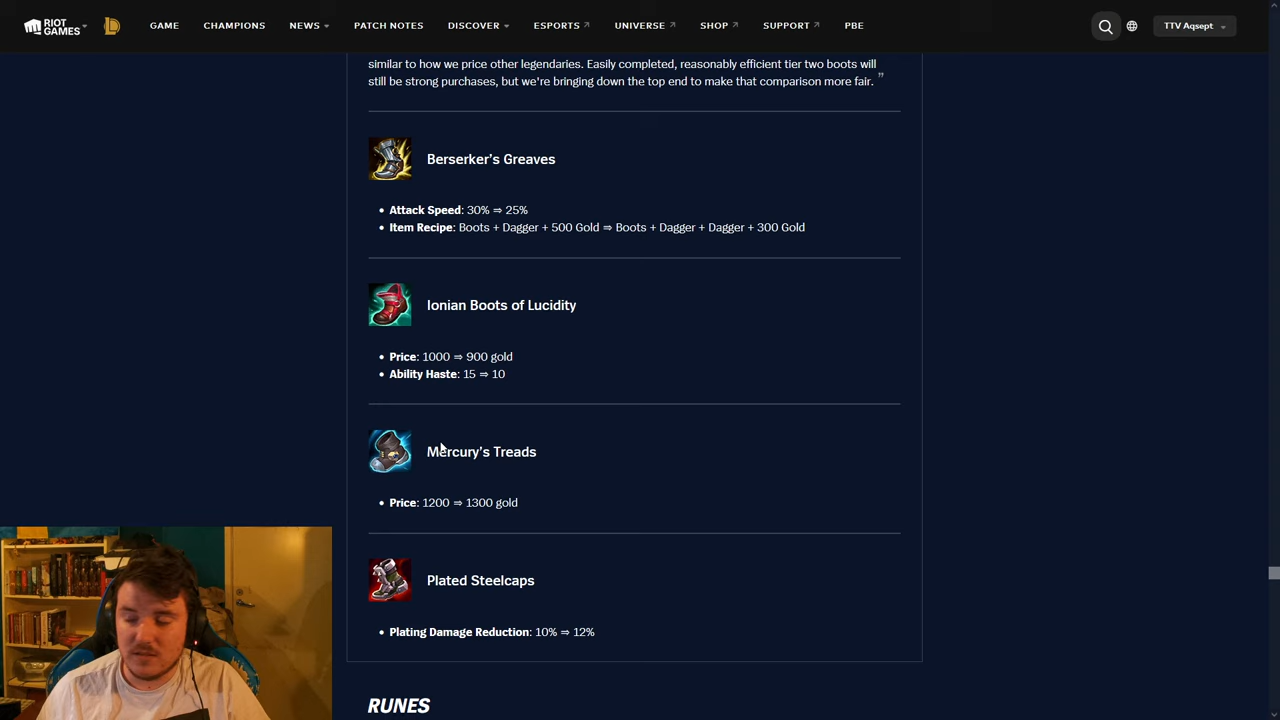 RIOT GAMES
GAME
CHAMPIONS
NEWS
PATCH NOTES
DISCOVER
ESPORTS
UNIVERSE
SHOP
SUPPORT
PBE
TTV Aqsept
similar to how we price other legendaries. Easily completed, reasonably efficient tier two boots will
still be strong purchases, but we're bringing down the top end to make that comparison more fair. ”
Berserker’s Greaves
• Attack Speed: 30% ⇒ 25%
• Item Recipe: Boots + Dagger + 500 Gold ⇒ Boots + Dagger + Dagger + 300 Gold
Ionian Boots of Lucidity
• Price: 1000 ⇒ 900 gold
• Ability Haste: 15 ⇒ 10
Mercury’s Treads
• Price: 1200 ⇒ 1300 gold
Plated Steelcaps
• Plating Damage Reduction: 10% ⇒ 12%
RUNES